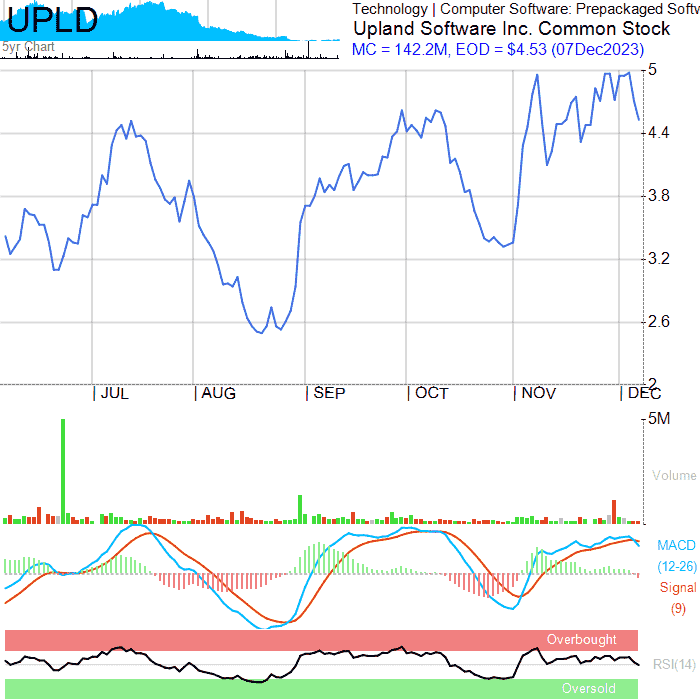 UPLD
5yr Chart
Technology | Computer Software: Prepackaged Softw
Upland Software Inc. Common Stock
MC = 142.2M, EOD = $4.53 (07Dec2023)
5
4.4
3.8
3.2
2.6
2
JUL AUG SEP OCT NOV DEC
5M
Volume
MACD
(12-26)
Signal
(9)
Overbought
RSI(14)
Oversold